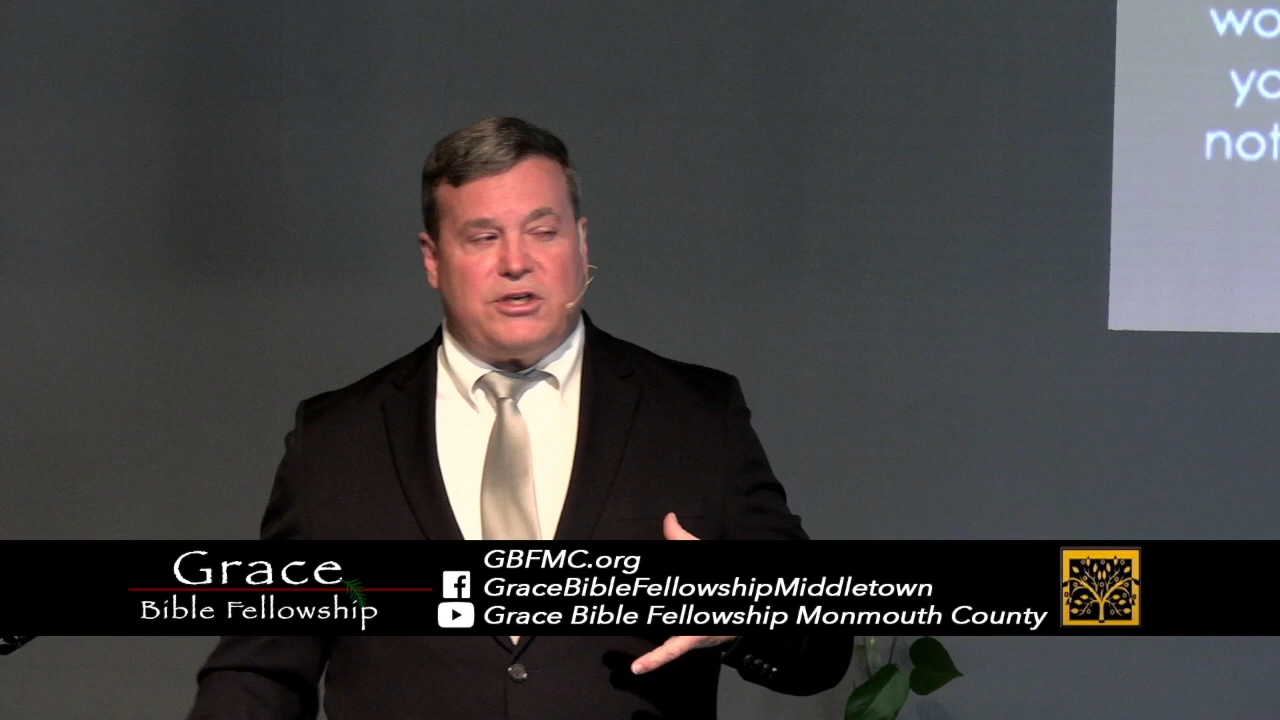 wo
yo
not
Grace
Bible Fellowship
GBFMC.org
GraceBibleFellowshipMiddletown
Grace Bible Fellowship Monmouth County